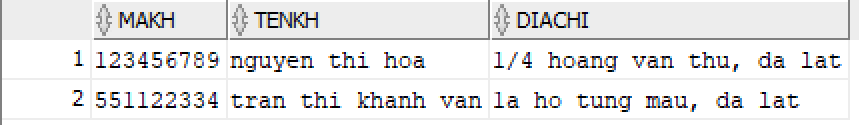 MAKH TENKH DIACHI
1 123456789 nguyen thi hoa 1/4 hoang van thu, da lat
2 551122334 tran thi khanh van la ho tung mau, da lat